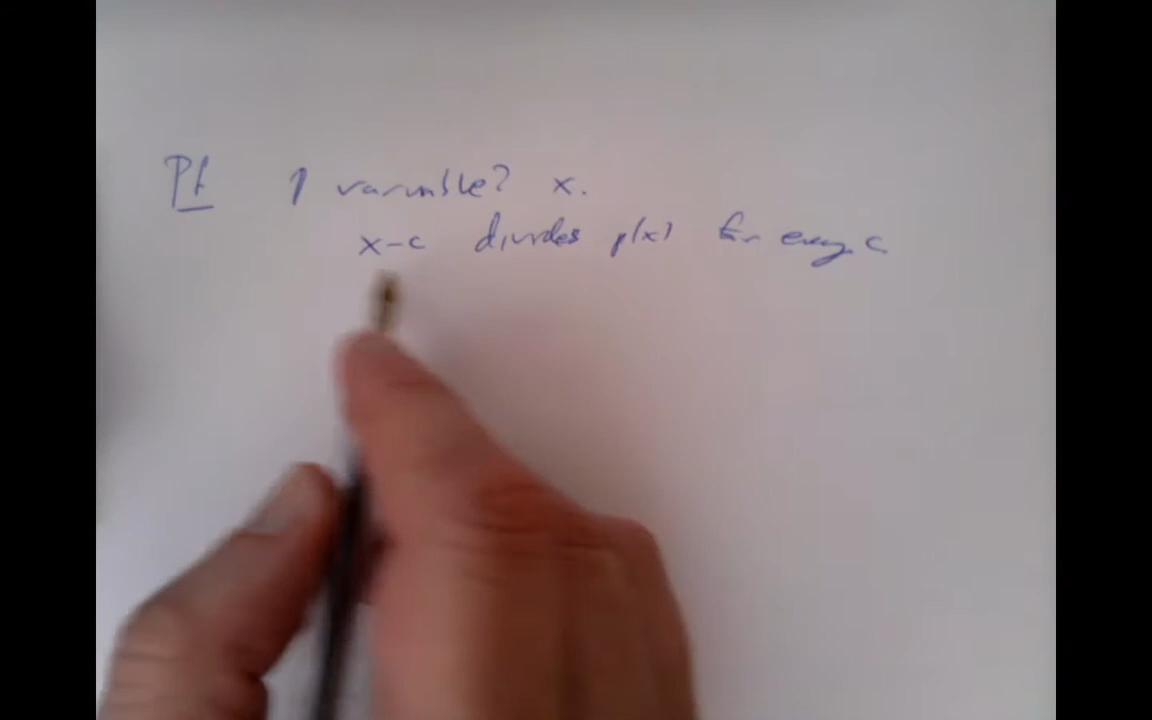 Pf 1 variable? x.
x-c divides p(x) for every c